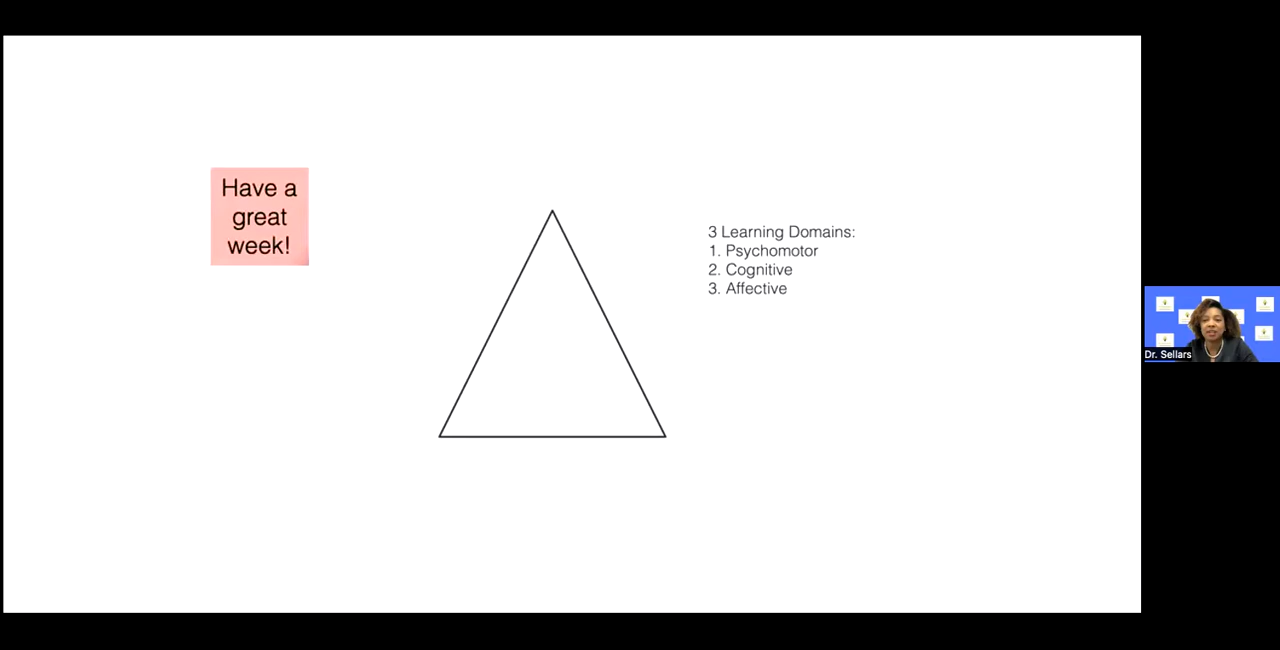 Have a
great
week!
3 Learning Domains:
1. Psychomotor
2. Cognitive
3. Affective
Dr. Sellars